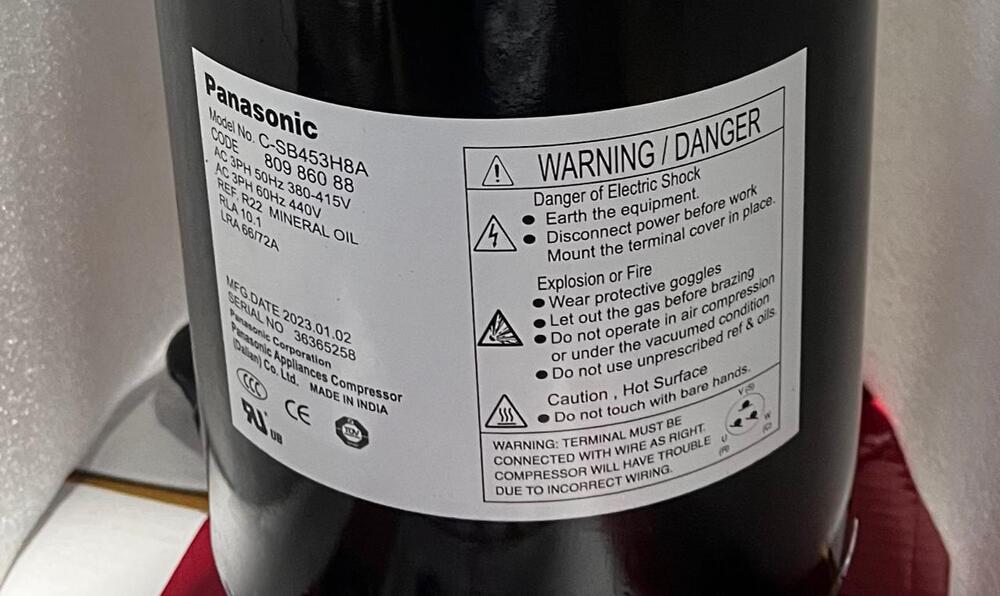 Panasonic
Model No. C-SB453H8A
CODE 809 860 88
AC 3PH 50Hz 380-415V
AC 3PH 60Hz 440V
REF. R22 MINERAL OIL
RLA 10.1
LRA 66/72A
MFG.DATE 2023.01.02
SERIAL NO 36365258
Panasonic Corporation
Panasonic Appliances Compressor
(Dalian) Co. Ltd. MADE IN INDIA
CCC
CE
UB
TÜV
WARNING / DANGER
Danger of Electric Shock
● Earth the equipment.
● Disconnect power before work
Mount the terminal cover in place.
Explosion or Fire
● Wear protective goggles
● Let out the gas before brazing
● Do not operate in air compression
or under the vacuumed condition
● Do not use unprescribed ref & oils.
Caution , Hot Surface
● Do not touch with bare hands.
WARNING: TERMINAL MUST BE
CONNECTED WITH WIRE AS RIGHT.
COMPRESSOR WILL HAVE TROUBLE
DUE TO INCORRECT WIRING.
V (S)
W
(C)
U
(R)